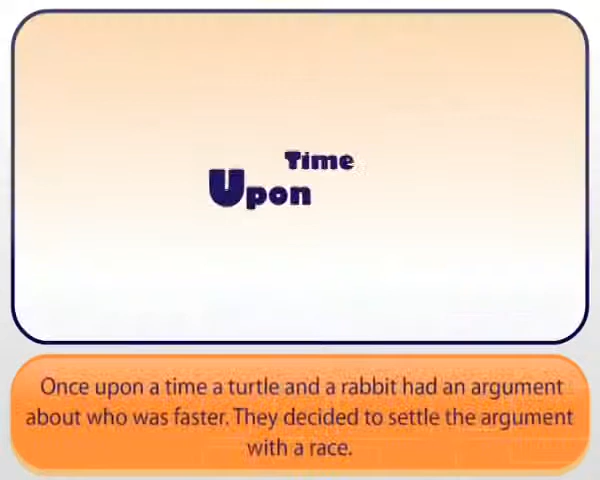 Time
Upon
Once upon a time a turtle and a rabbit had an argument
about who was faster. They decided to settle the argument
with a race.